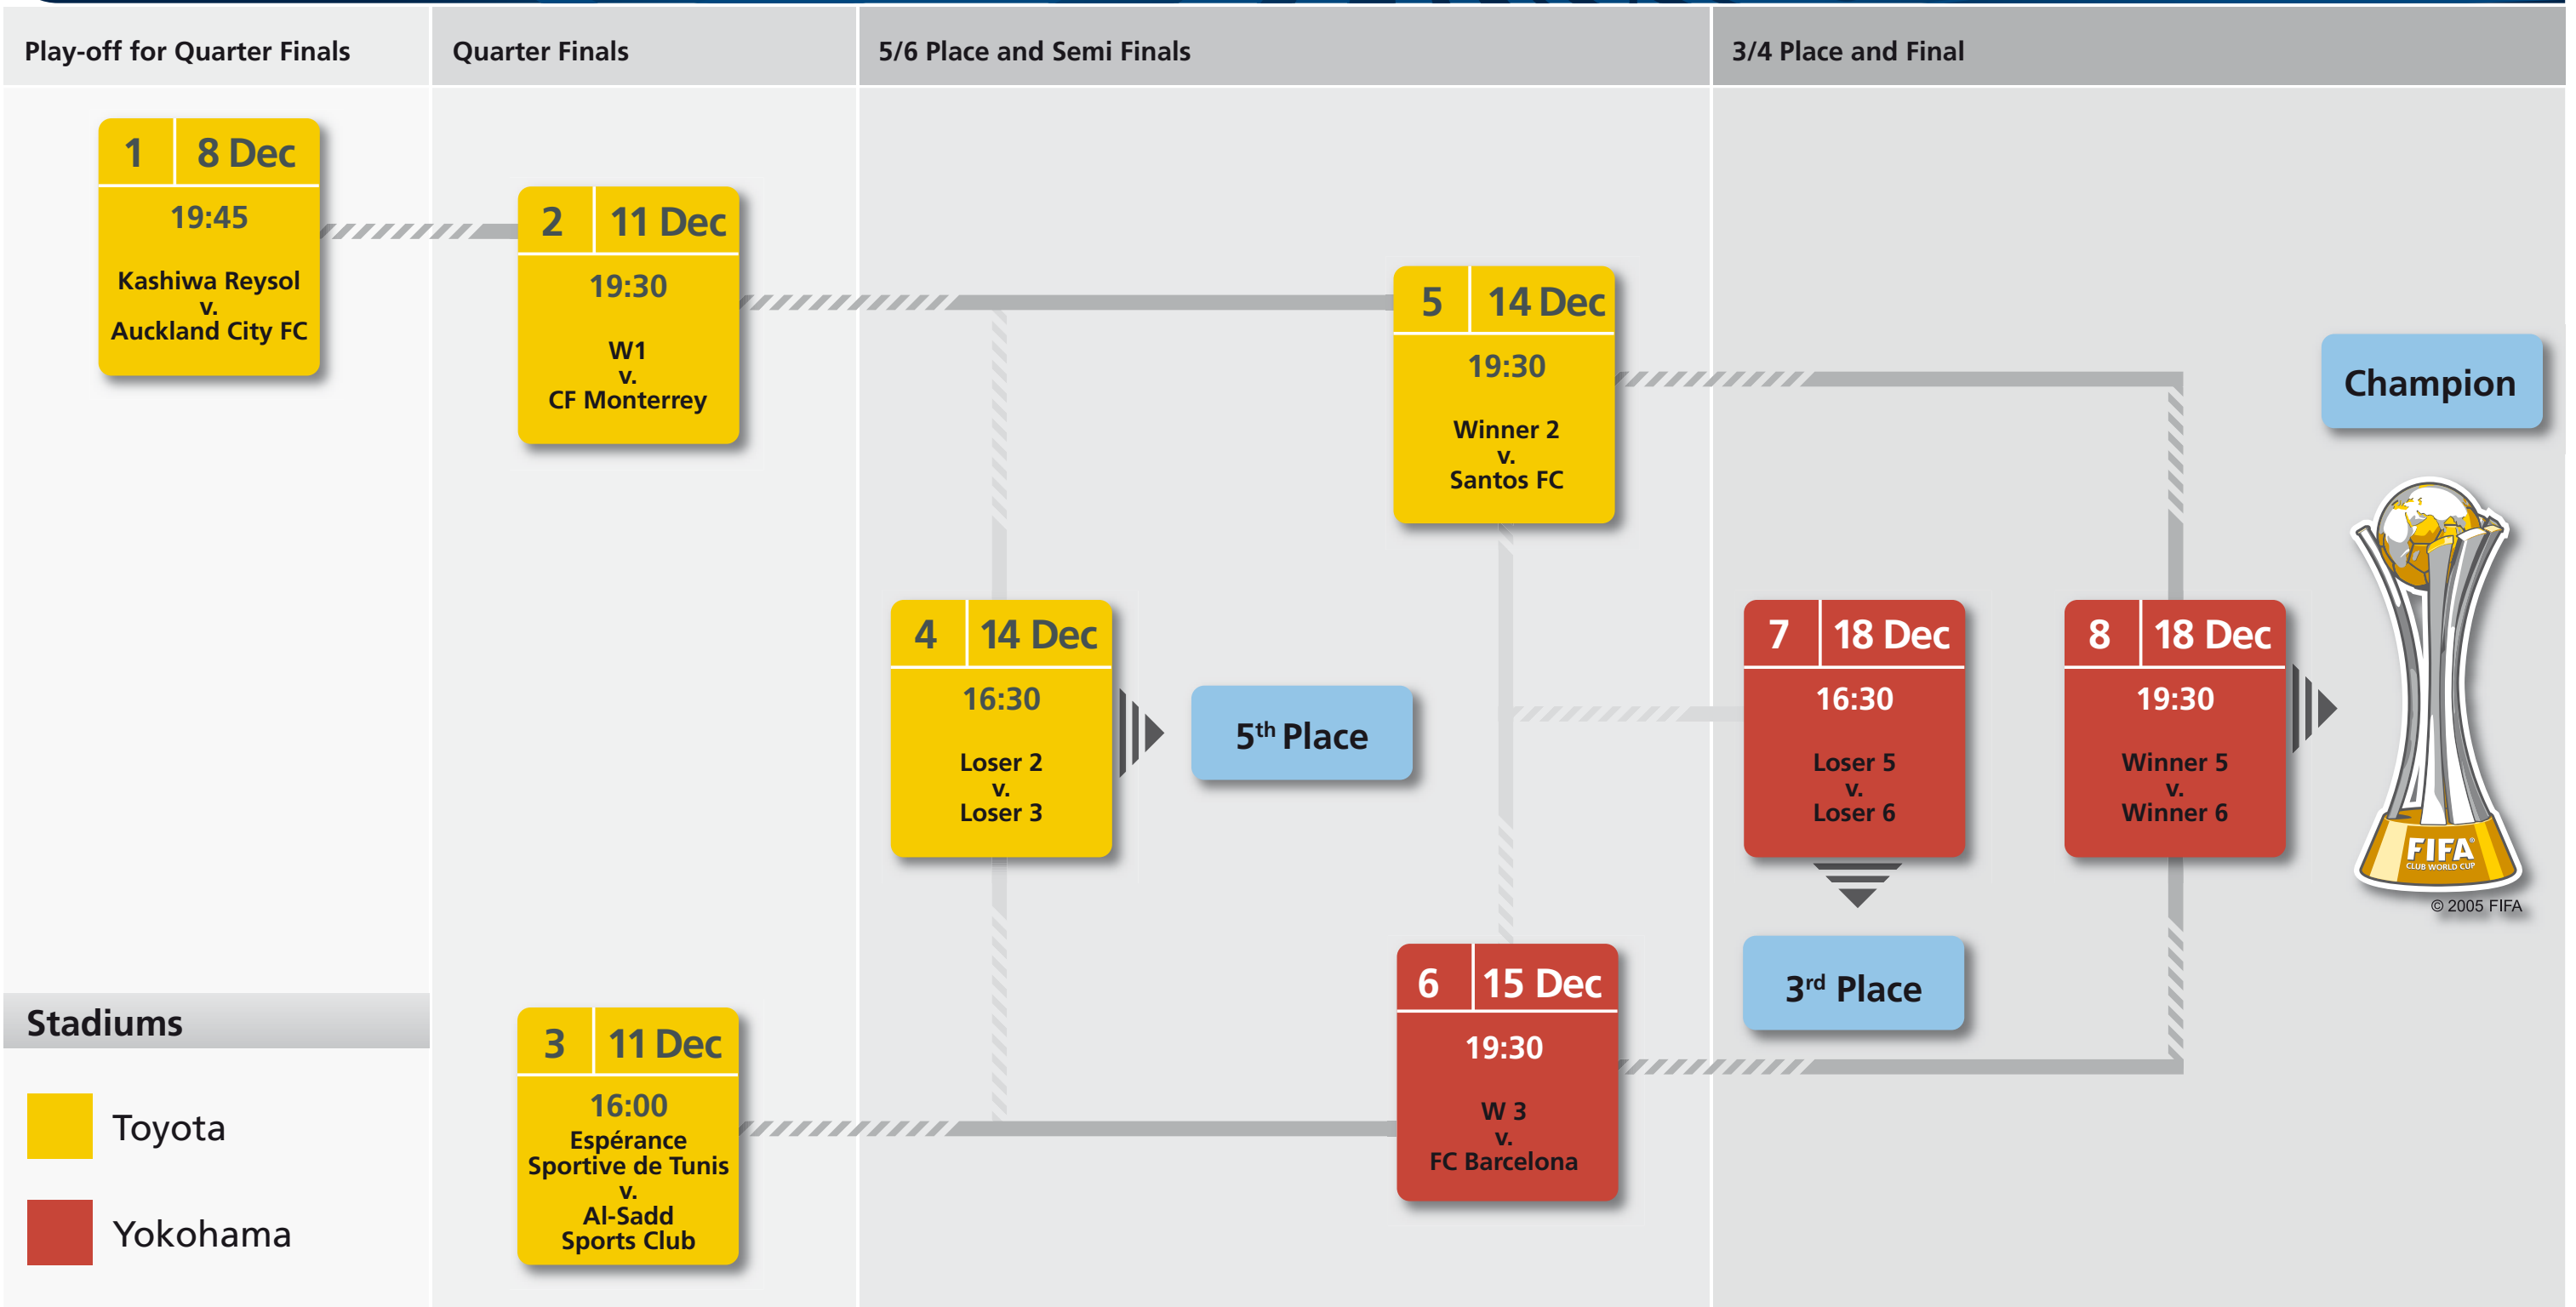 Play-off for Quarter Finals
Quarter Finals
5/6 Place and Semi Finals
3/4 Place and Final
1 8 Dec
19:45
Kashiwa Reysol
v.
Auckland City FC
2 11 Dec
19:30
W1
v.
CF Monterrey
3 11 Dec
16:00
Espérance
Sportive de Tunis
v.
Al-Sadd
Sports Club
4 14 Dec
16:30
Loser 2
v.
Loser 3
5th Place
5 14 Dec
19:30
Winner 2
v.
Santos FC
6 15 Dec
19:30
W 3
v.
FC Barcelona
7 18 Dec
16:30
Loser 5
v.
Loser 6
3rd Place
8 18 Dec
19:30
Winner 5
v.
Winner 6
Champion
FIFA®
CLUB WORLD CUP
© 2005 FIFA
Stadiums
Toyota
Yokohama